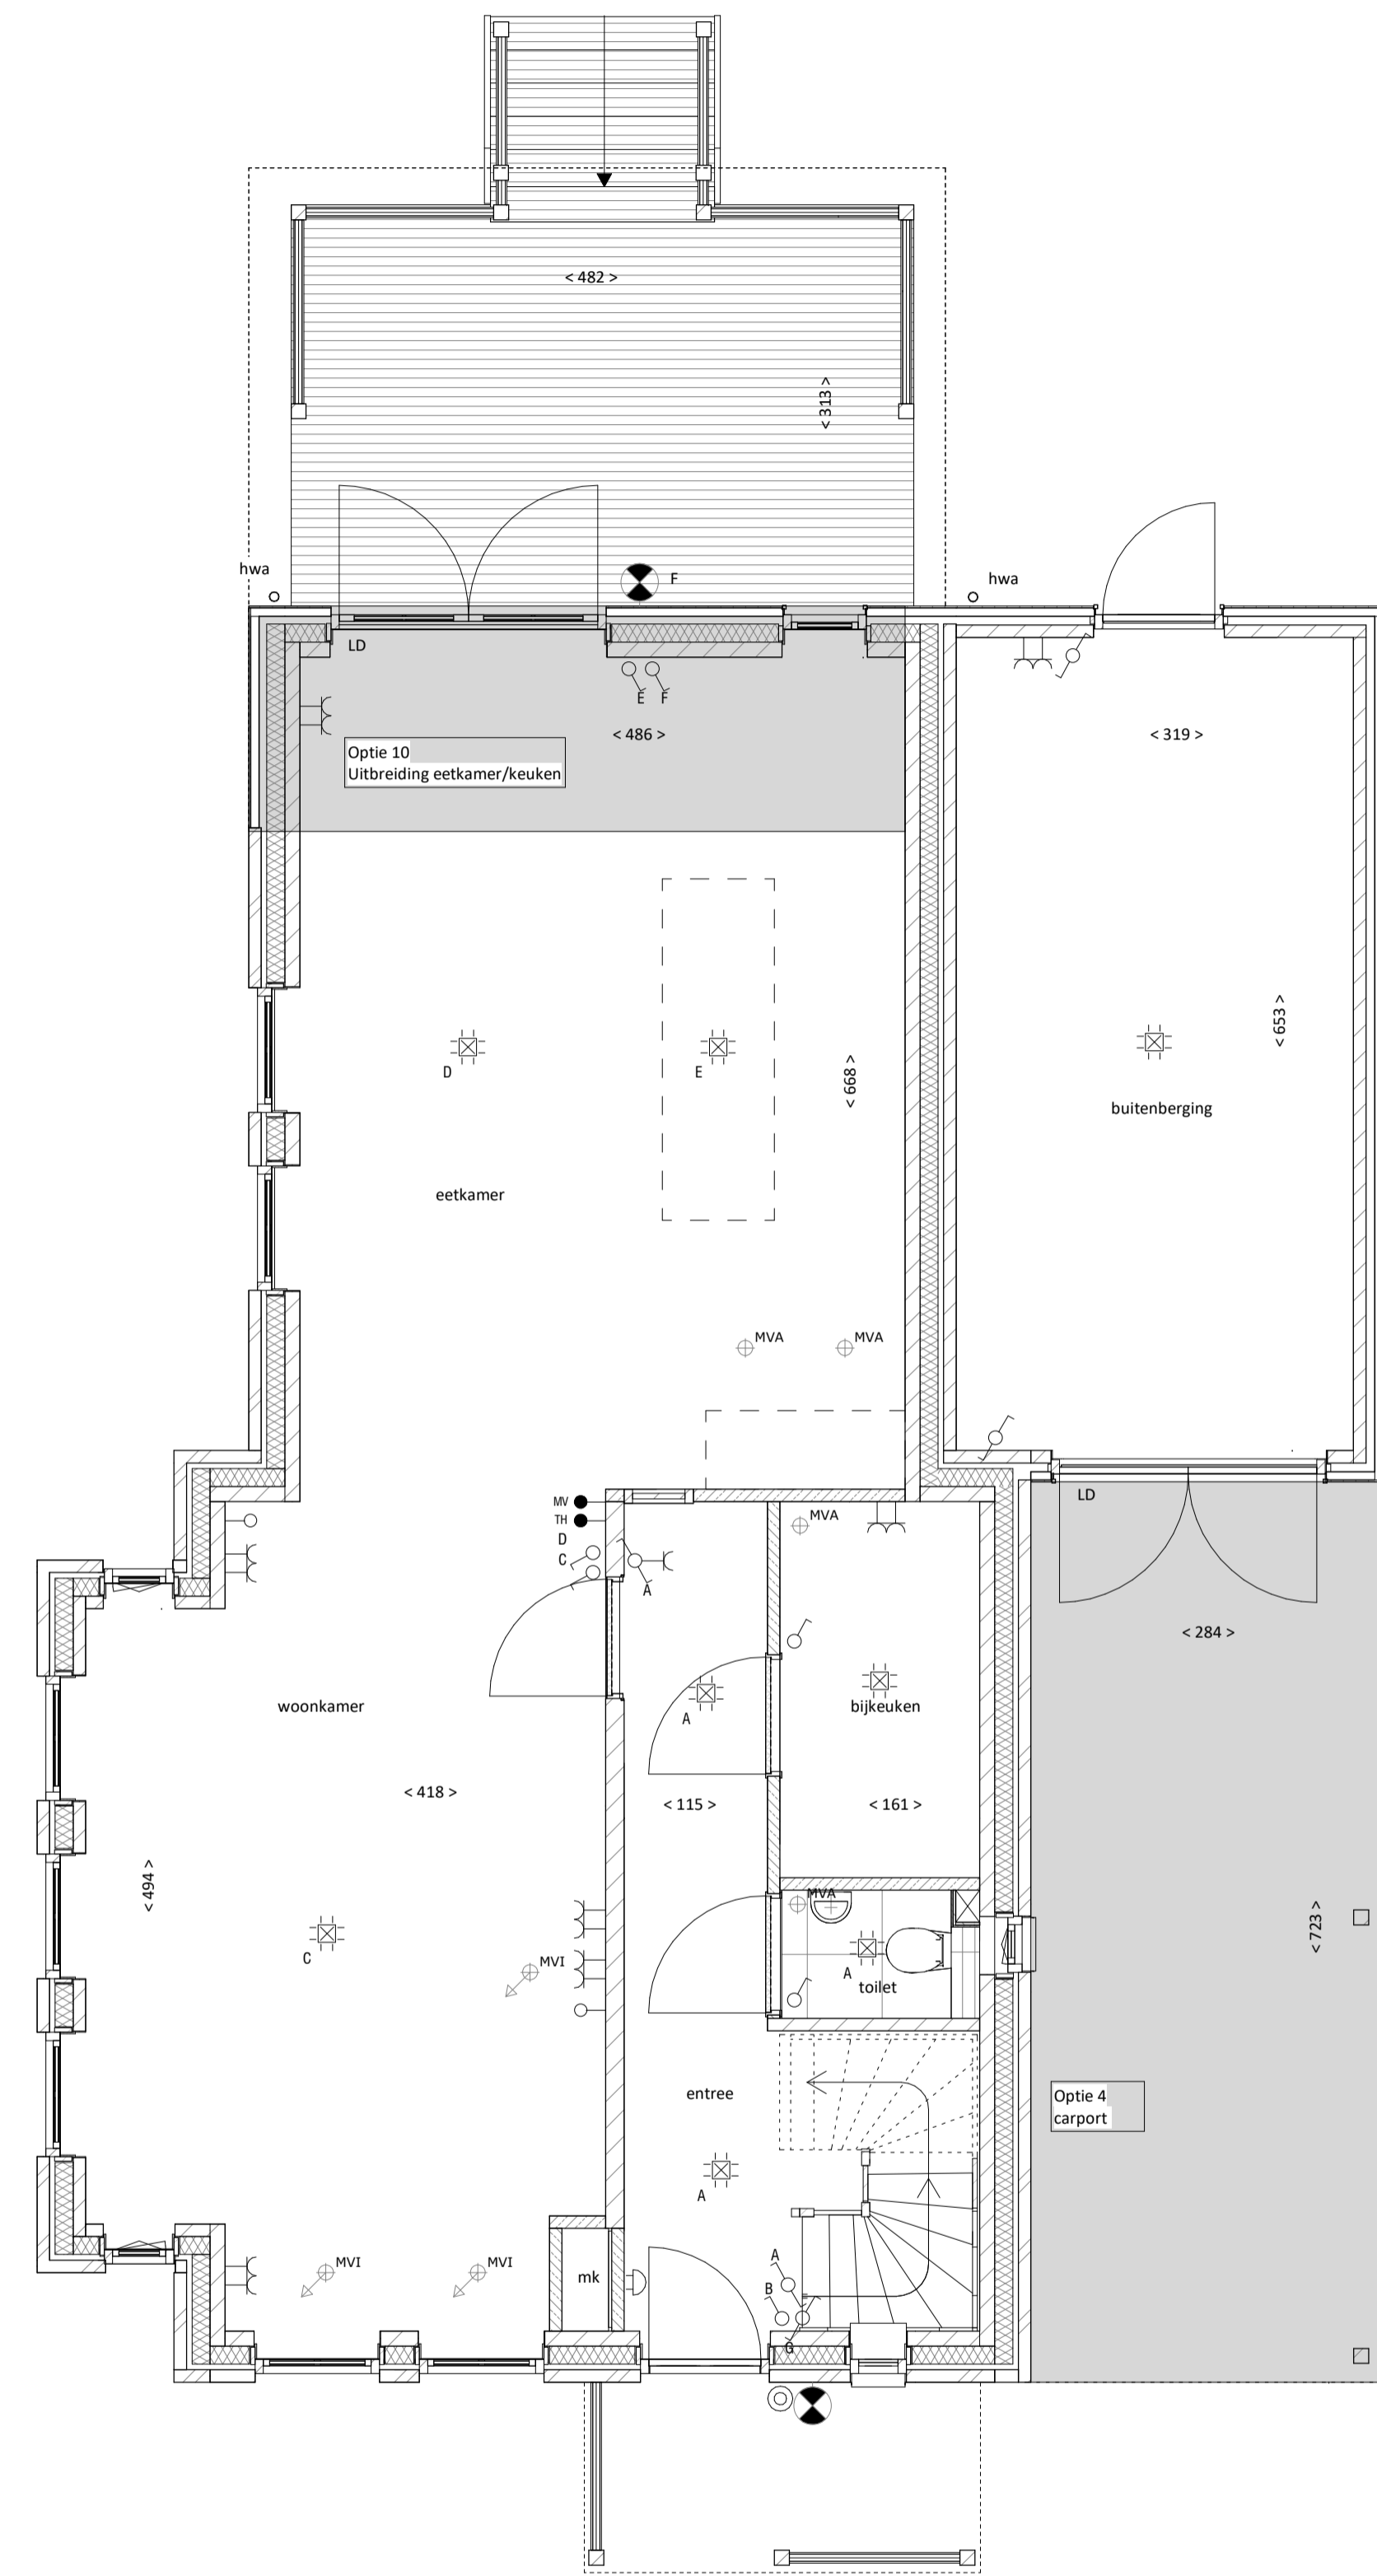 < 482 >
< 313 >
hwa
F
hwa
LD
E
F
< 486 >
< 319 >
Optie 10
Uitbreiding eetkamer/keuken
D
E
< 668 >
< 653 >
buitenberging
eetkamer
MVA
MVA
LD
MV
TH
D
C
A
MVA
< 284 >
woonkamer
A
bijkeuken
< 418 >
< 115 >
< 161 >
< 494 >
MVA
< 723 >
C
MVI
A
toilet
entree
Optie 4
carport
A
MVI
MVI
mk
A
B
G